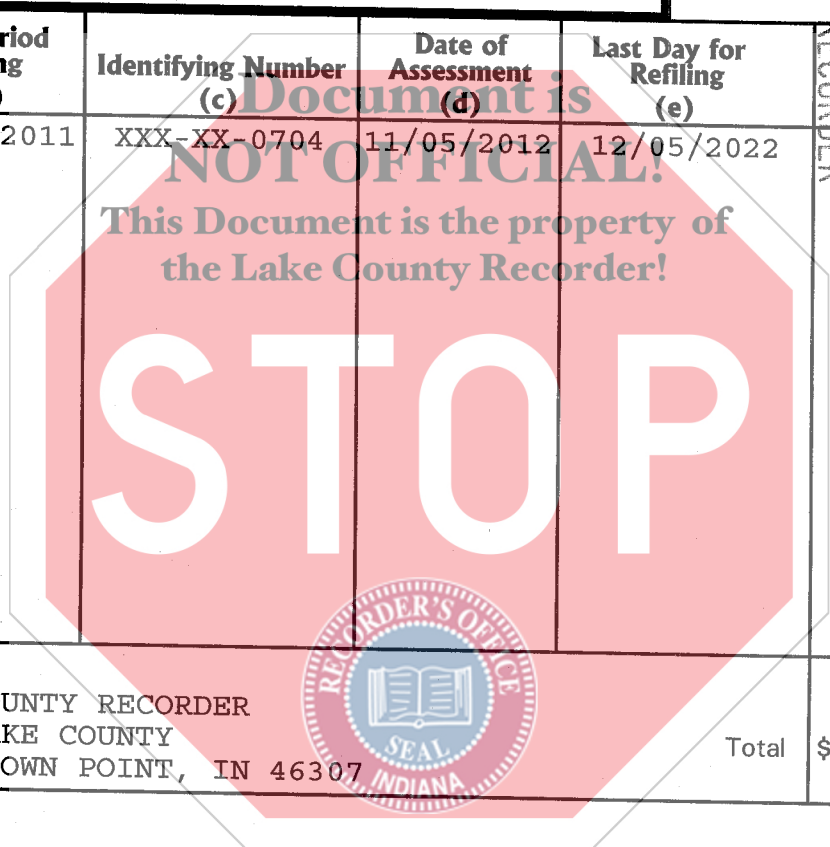 riod
ng
)
Identifying Number
(c)
Date of
Assessment
(d)
Last Day for
Refiling
(e)
2011 XXX-XX-0704 11/05/2012 12/05/2022
Document is
NOT OFFICIAL!
This Document is the property of
the Lake County Recorder!
STOP
RECORDER'S OFFICE
SEAL
INDIANA
UNTY RECORDER
KE COUNTY
OWN POINT, IN 46307
Total $